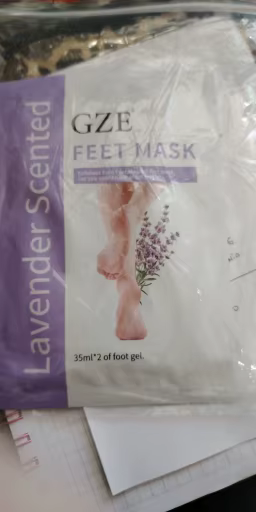 GZE
FEET MASK
Lavender Scented
35ml*2 of foot gel.